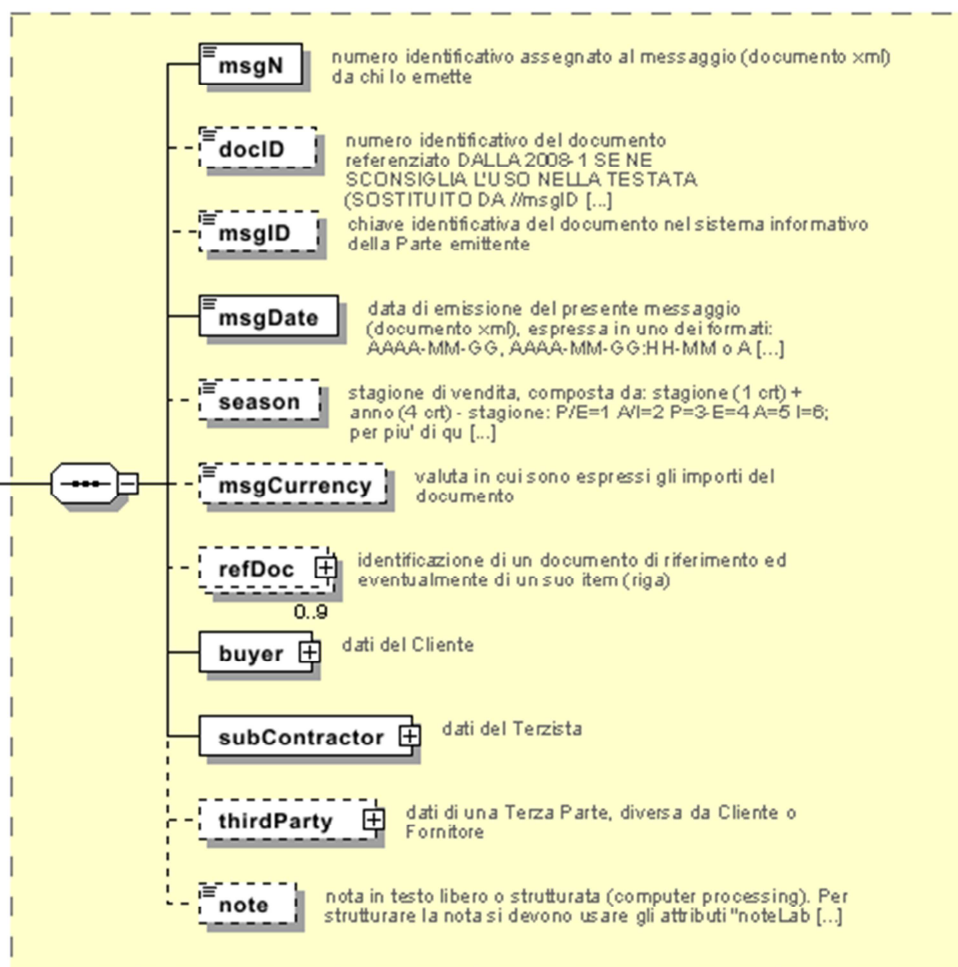 msgN
numero identificativo assegnato al messaggio (documento xml)
da chi lo emette
docID
numero identificativo del documento
referenziato DALLA 2008-1 SE NE
SCONSIGLIA L'USO NELLA TESTATA
(SOSTITUITO DA //msgID [...]
msgID
chiave identificativa del documento nel sistema informativo
della Parte emittente
msgDate
data di emissione del presente messaggio
(documento xml), espressa in uno dei formati:
AAAA-MM-GG, AAAA-MM-GG:HH-MM o A [...]
season
stagione di vendita, composta da: stagione (1 crt) +
anno (4 crt) - stagione: P/E=1 A/I=2 P=3-E=4 A=5 I=6;
per piu' di qu [...]
msgCurrency
valuta in cui sono espressi gli importi del
documento
refDoc
identificazione di un documento di riferimento ed
eventualmente di un suo item (riga)
0..9
buyer
dati del Cliente
subContractor
dati del Terzista
thirdParty
dati di una Terza Parte, diversa da Cliente o
Fornitore
note
nota in testo libero o strutturata (computer processing). Per
strutturare la nota si devono usare gli attributi "noteLab [...]